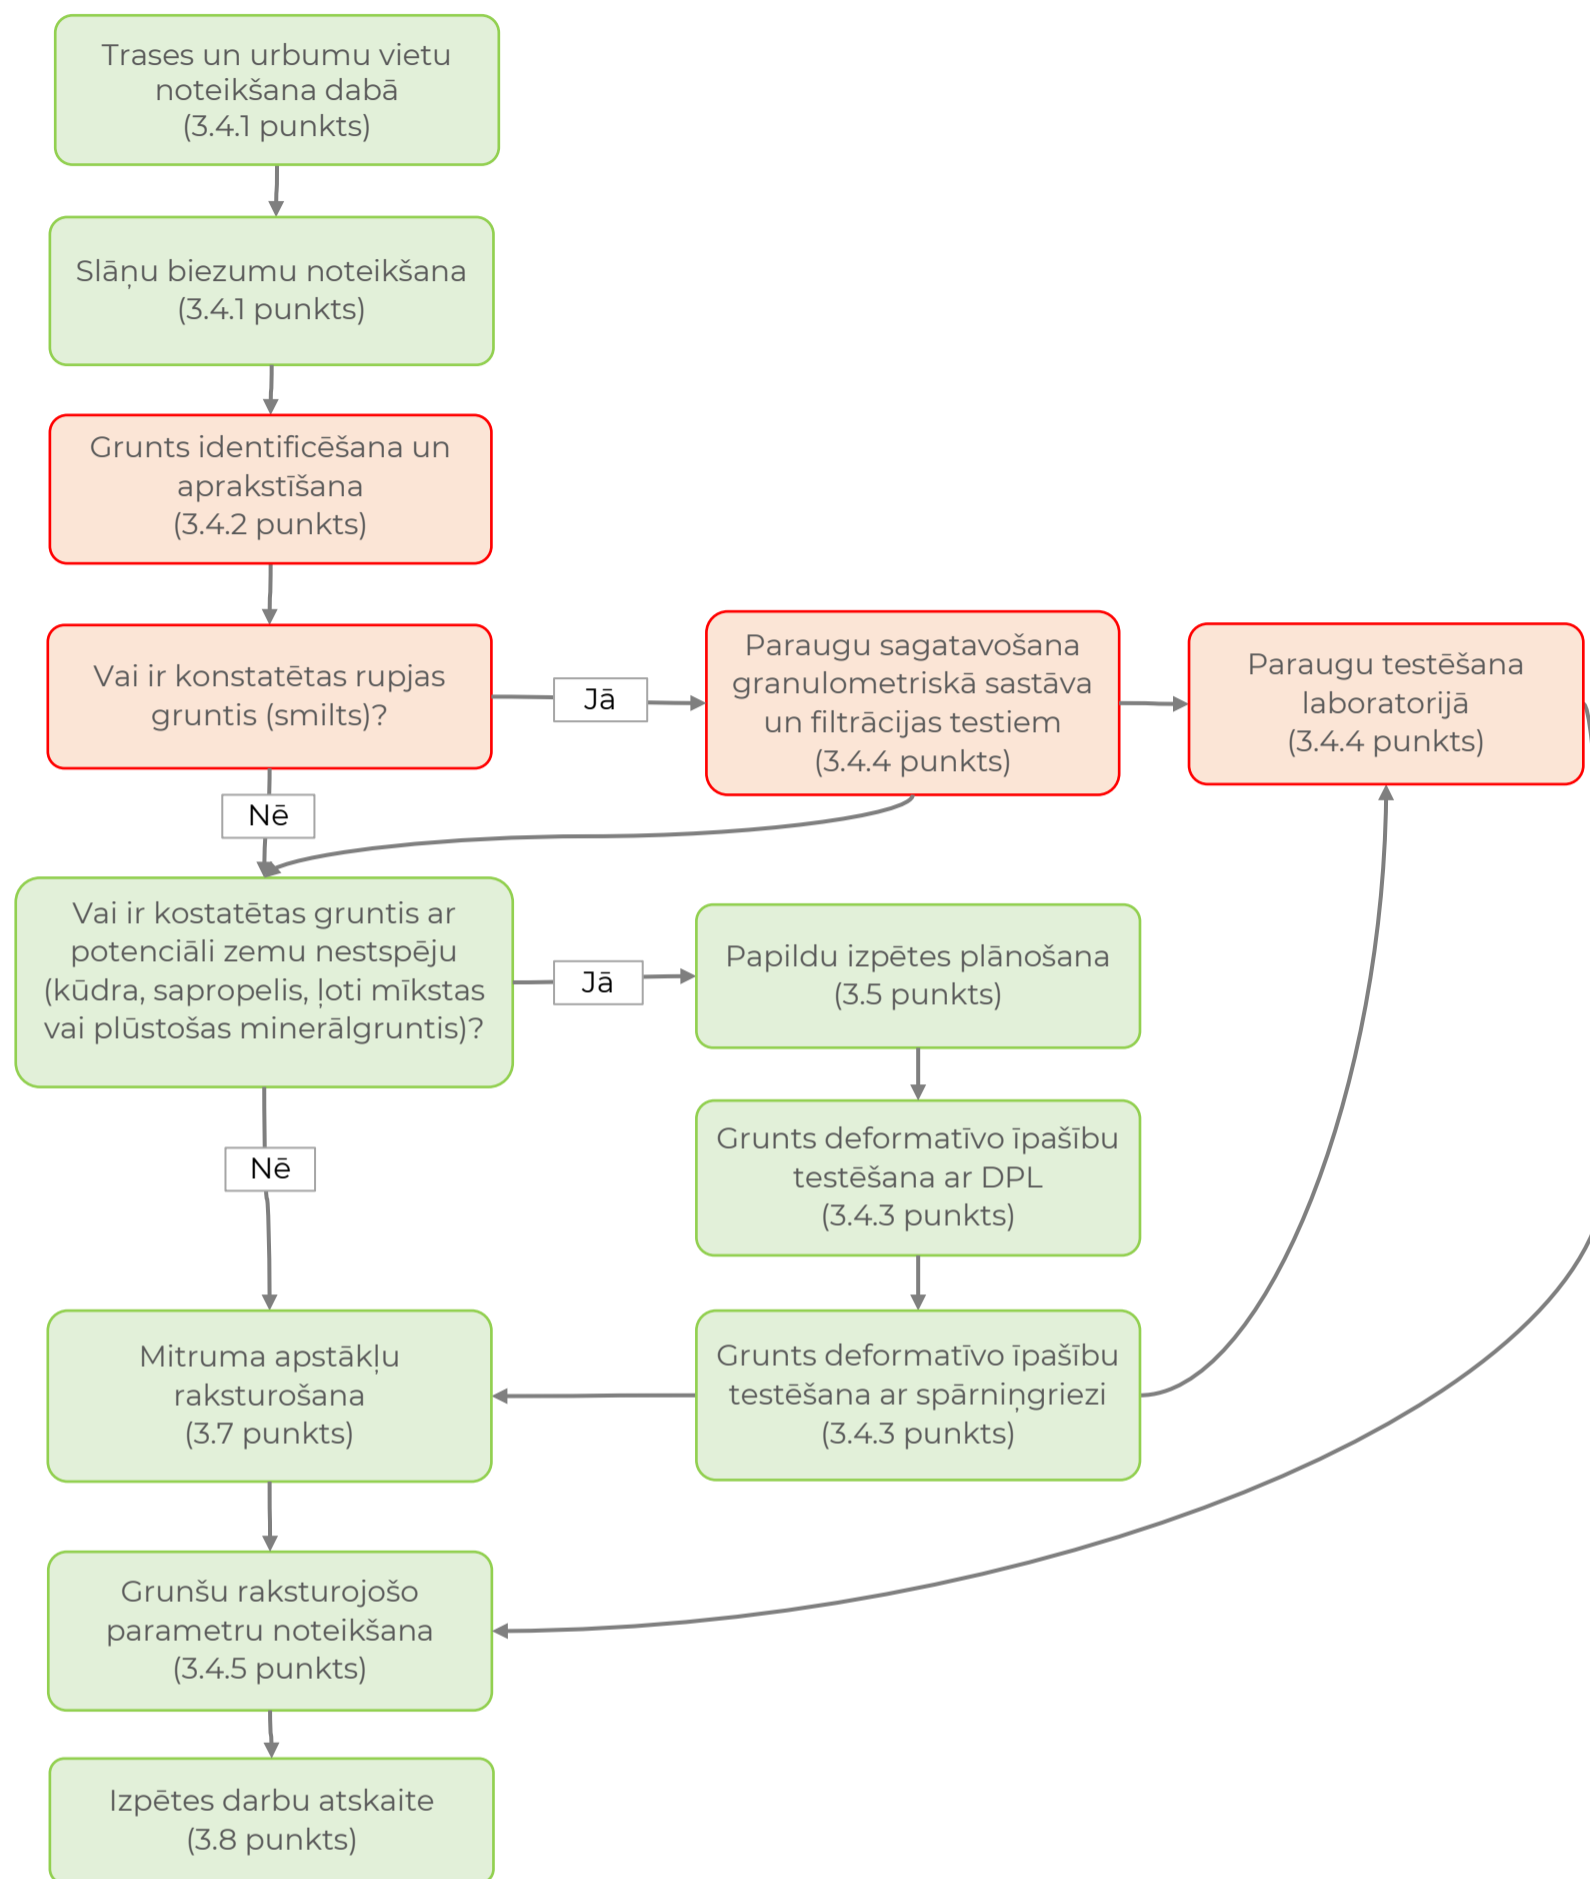 Trases un urbumu vietu
noteikšana dabā
(3.4.1 punkts)
Slāņu biezumu noteikšana
(3.4.1 punkts)
Grunts identificēšana un
aprakstīšana
(3.4.2 punkts)
Vai ir konstatētas rupjas
gruntis (smilts)?
Jā
Paraugu sagatavošana
granulometriskā sastāva
un filtrācijas testiem
(3.4.4 punkts)
Paraugu testēšana
laboratorijā
(3.4.4 punkts)
Nē
Vai ir kostatētas gruntis ar
potenciāli zemu nestspēju
(kūdra, sapropelis, ļoti mīkstas
vai plūstošas minerālgruntis)?
Jā
Papildu izpētes plānošana
(3.5 punkts)
Grunts deformatīvo īpašību
testēšana ar DPL
(3.4.3 punkts)
Nē
Mitruma apstākļu
raksturošana
(3.7 punkts)
Grunts deformatīvo īpašību
testēšana ar spārniņgriezi
(3.4.3 punkts)
Grunšu raksturojošo
parametru noteikšana
(3.4.5 punkts)
Izpētes darbu atskaite
(3.8 punkts)